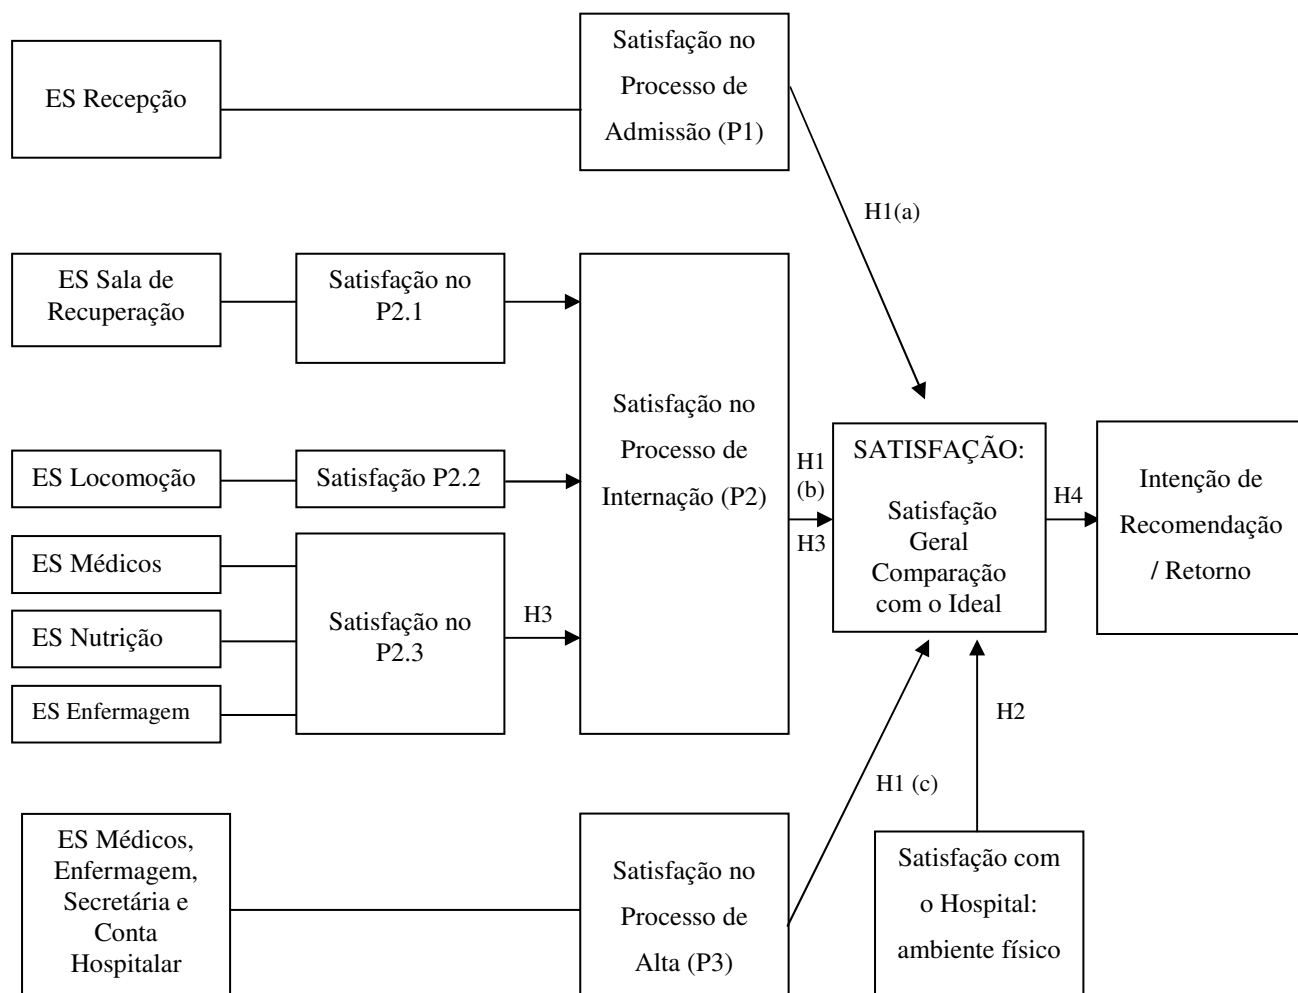 ES Recepção
Satisfação no
Processo de
Admissão (P1)
H1(a)
ES Sala de
Recuperação
Satisfação no
P2.1
ES Locomoção
Satisfação P2.2
ES Médicos
ES Nutrição
ES Enfermagem
Satisfação no
P2.3
H3
Satisfação no
Processo de
Internação (P2)
H1
(b)
H3
SATISFAÇÃO:
Satisfação
Geral
Comparação
com o Ideal
H4
Intenção de
Recomendação
/ Retorno
H2
H1 (c)
ES Médicos,
Enfermagem,
Secretária e
Conta
Hospitalar
Satisfação no
Processo de
Alta (P3)
Satisfação com
o Hospital:
ambiente físico